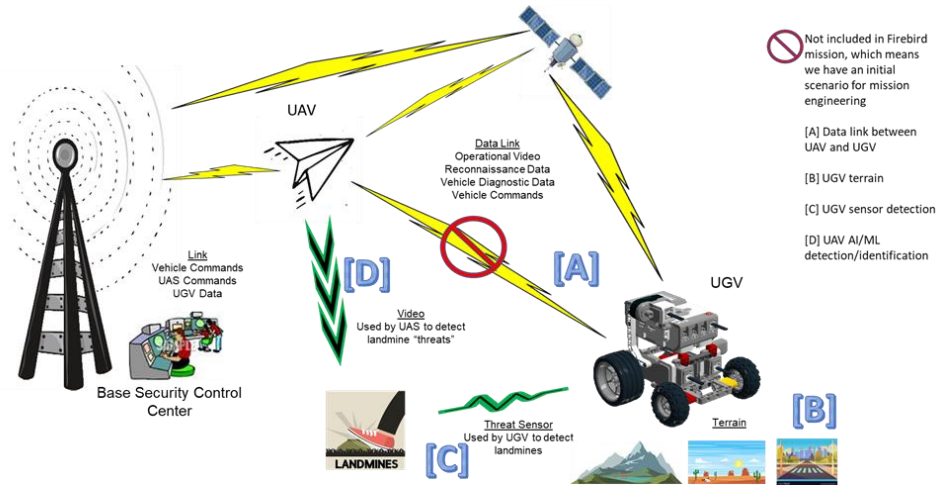 UAV
Data Link
Operational Video
Reconnaissance Data
Vehicle Diagnostic Data
Vehicle Commands
Not included in Firebird
mission, which means
we have an initial
scenario for mission
engineering
[A] Data link between
UAV and UGV
[B] UGV terrain
[C] UGV sensor detection
[D] UAV AI/ML
detection/identification
Link
Vehicle Commands
UAS Commands
UGV Data
[D]
[A]
UGV
Video
Used by UAS to detect
landmine “threats”
Base Security Control
Center
LANDMINES
[C]
Threat Sensor
Used by UGV to detect
landmines
Terrain
[B]